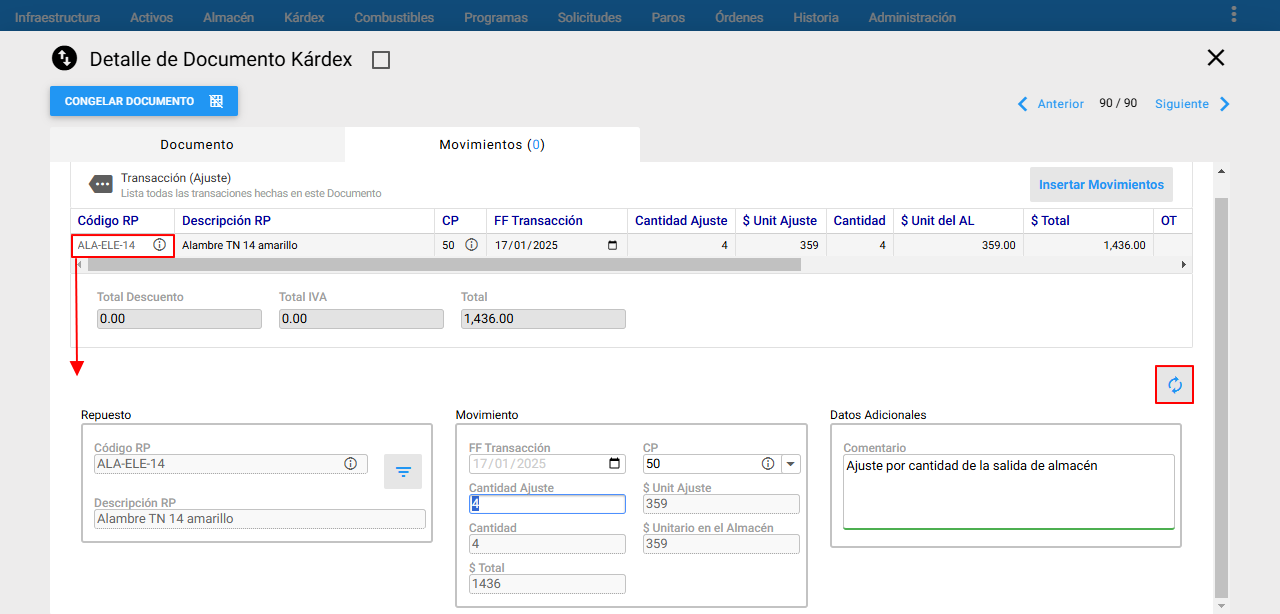 Infraestructura Activos Almacén Kárdex Combustibles Programas Solicitudes Paros Órdenes Historia Administración
Detalle de Documento Kárdex
CONGELAR DOCUMENTO
Anterior 90 / 90 Siguiente
Documento Movimientos (0)
Transacción (Ajuste)
Lista todas las transaciones hechas en este Documento
Insertar Movimientos
Código RP Descripción RP CP FF Transacción Cantidad Ajuste $ Unit Ajuste Cantidad $ Unit del AL $ Total OT
ALA-ELE-14 Alambre TN 14 amarillo 50 17/01/2025 4 359 4 359.00 1,436.00
Total Descuento Total IVA Total
0.00 0.00 1,436.00
Repuesto Movimiento Datos Adicionales
Código RP
ALA-ELE-14
Descripción RP
Alambre TN 14 amarillo
FF Transacción CP
17/01/2025 50
Cantidad Ajuste $ Unit Ajuste
4 359
Cantidad $ Unitario en el Almacén
4 359
$ Total
1436
Comentario
Ajuste por cantidad de la salida de almacén